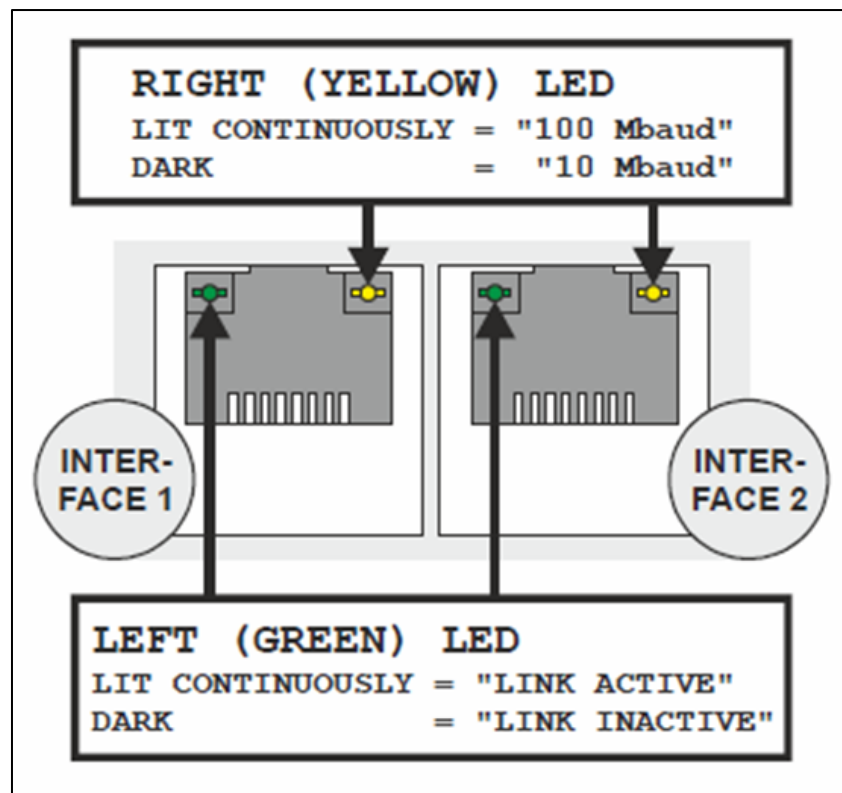 RIGHT (YELLOW) LED
LIT CONTINUOUSLY = "100 Mbaud"
DARK = "10 Mbaud"
INTER-
FACE 1
INTER-
FACE 2
LEFT (GREEN) LED
LIT CONTINUOUSLY = "LINK ACTIVE"
DARK = "LINK INACTIVE"